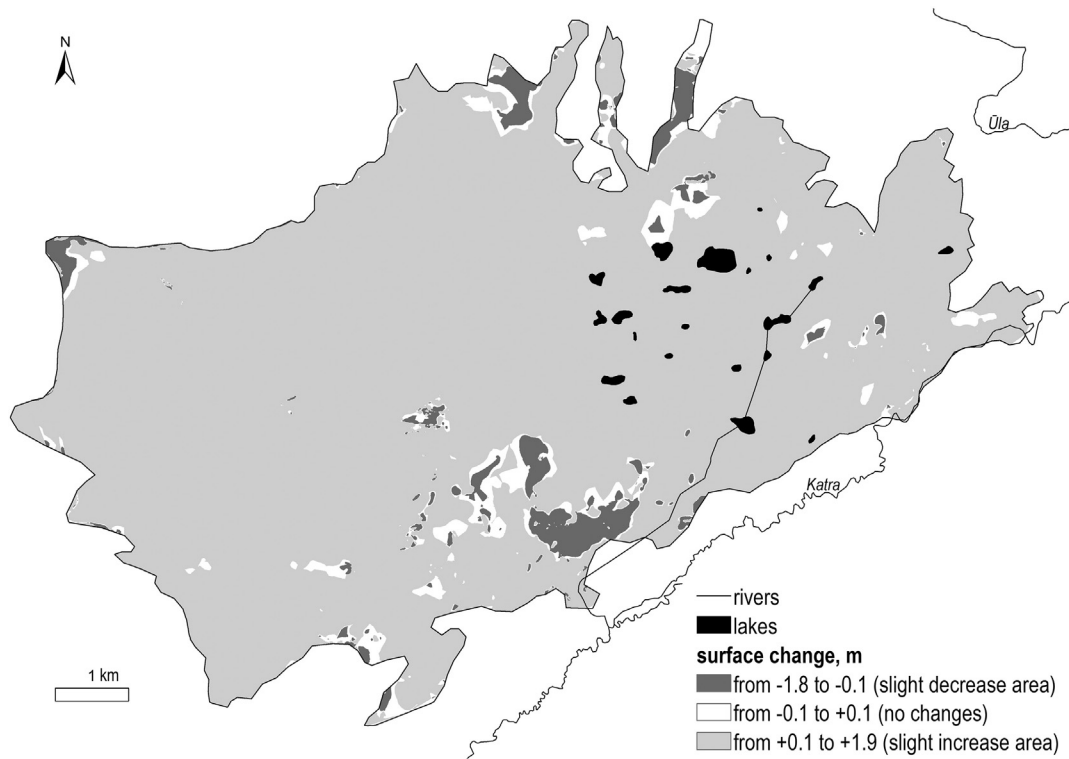 N
Ūla
Katra
1 km
rivers
lakes
surface change, m
from -1.8 to -0.1 (slight decrease area)
from -0.1 to +0.1 (no changes)
from +0.1 to +1.9 (slight increase area)